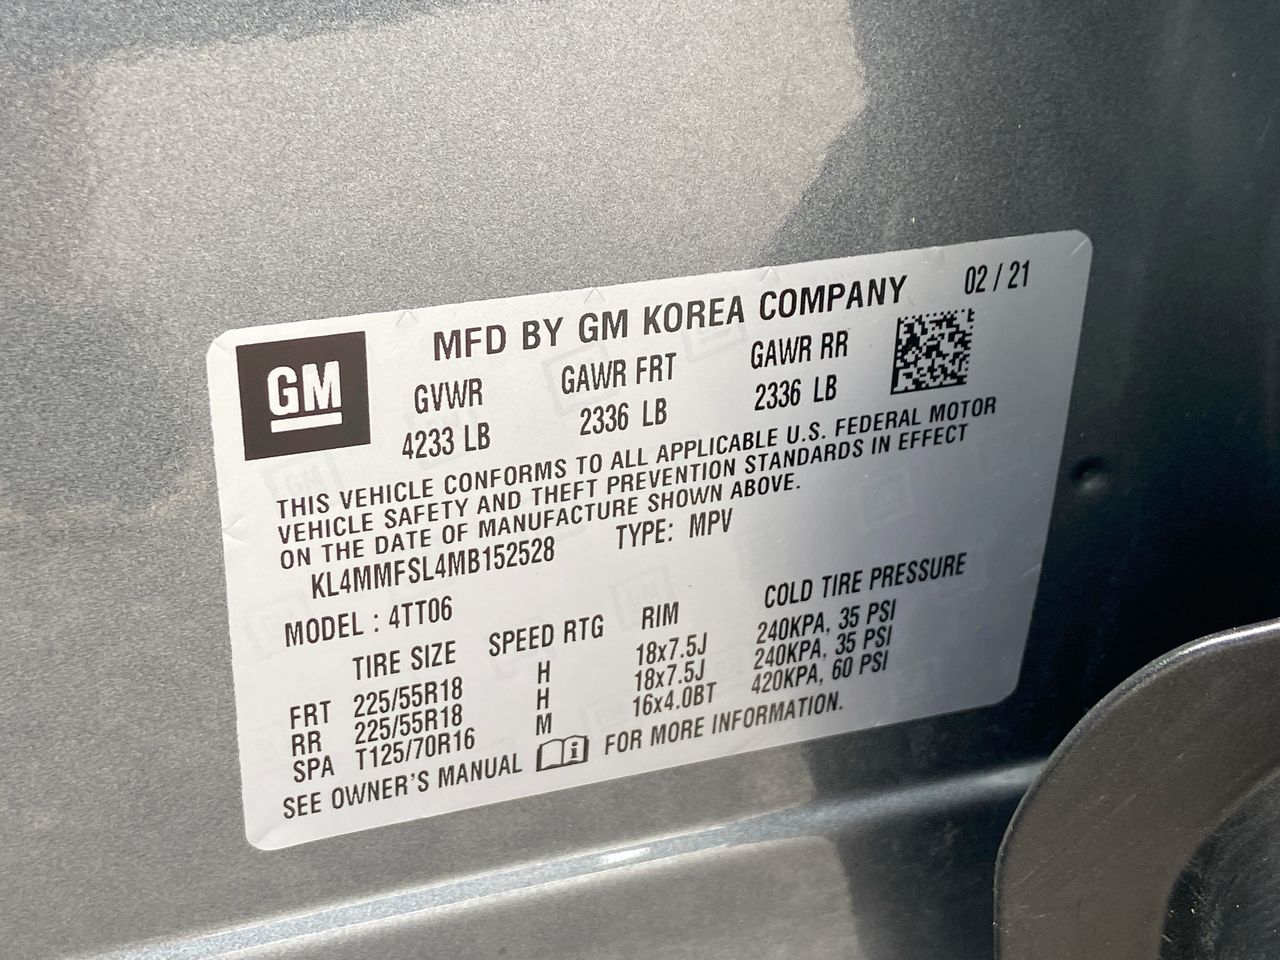 MFD BY GM KOREA COMPANY 02 / 21
GM
GVWR GAWR FRT GAWR RR
4233 LB 2336 LB 2336 LB
THIS VEHICLE CONFORMS TO ALL APPLICABLE U.S. FEDERAL MOTOR
VEHICLE SAFETY AND THEFT PREVENTION STANDARDS IN EFFECT
ON THE DATE OF MANUFACTURE SHOWN ABOVE.
KL4MMFSL4MB152528 TYPE: MPV
MODEL : 4TT06
TIRE SIZE SPEED RTG RIM COLD TIRE PRESSURE
FRT 225/55R18 H 18x7.5J 240KPA, 35 PSI
RR 225/55R18 H 18x7.5J 240KPA, 35 PSI
SPA T125/70R16 M 16x4.0BT 420KPA, 60 PSI
SEE OWNER'S MANUAL i FOR MORE INFORMATION.